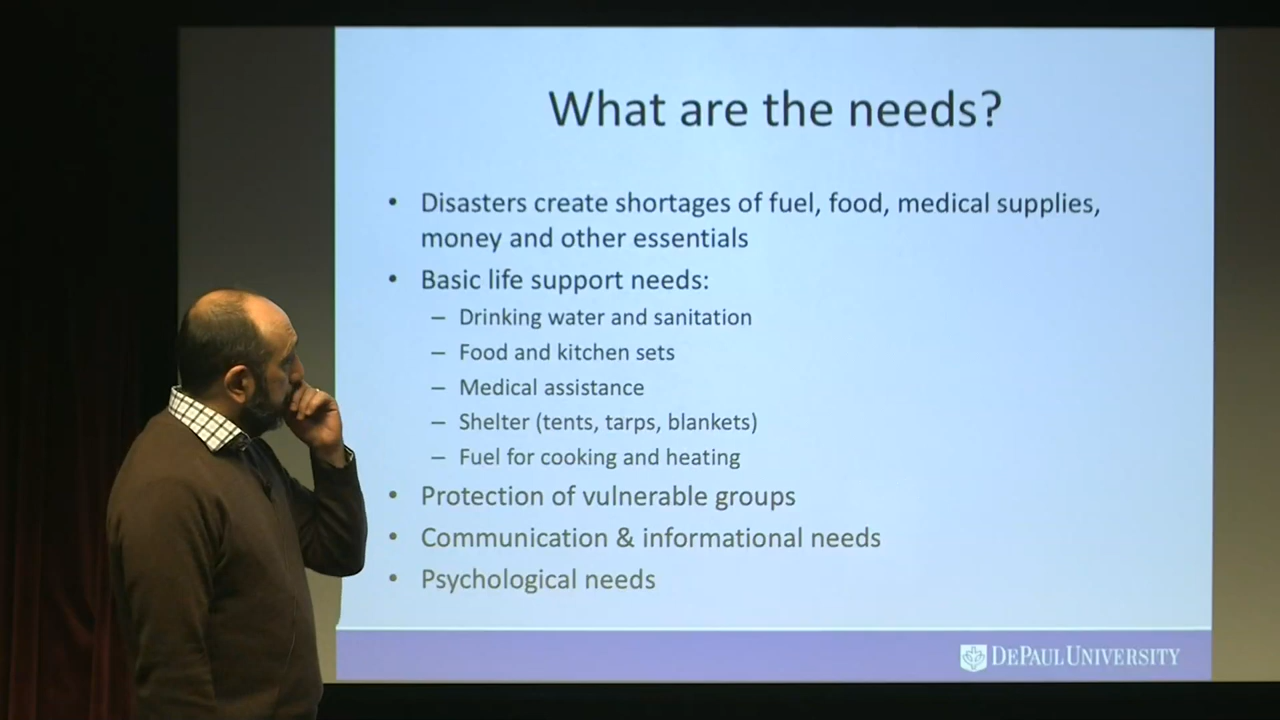 What are the needs?
• Disasters create shortages of fuel, food, medical supplies,
money and other essentials
• Basic life support needs:
– Drinking water and sanitation
– Food and kitchen sets
– Medical assistance
– Shelter (tents, tarps, blankets)
– Fuel for cooking and heating
• Protection of vulnerable groups
• Communication & informational needs
• Psychological needs
DEPAUL UNIVERSITY